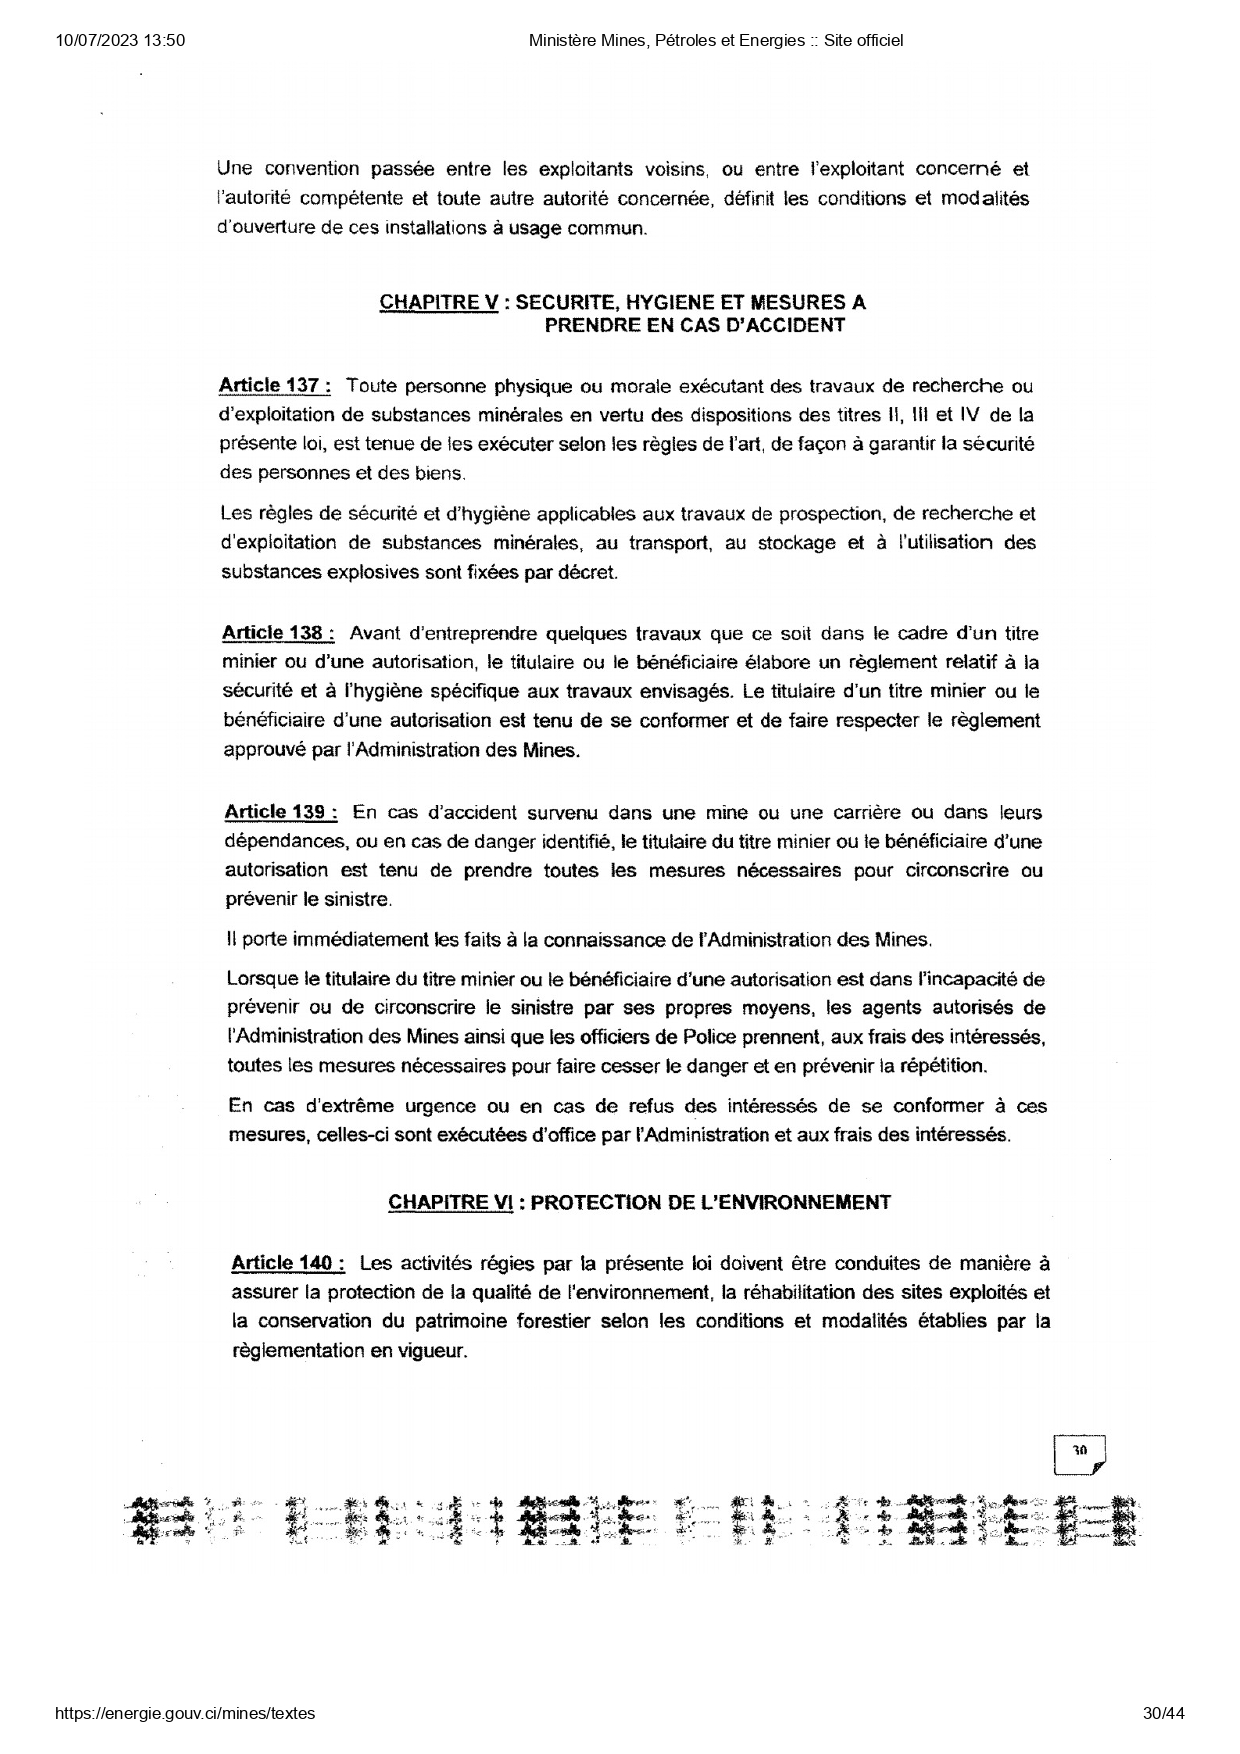 10/07/2023 13:50
Ministère Mines, Pétroles et Energies :: Site officiel
Une convention passée entre les exploitants voisins, ou entre l'exploitant concerné et
l'autorité compétente et toute autre autorité concernée, définit les conditions et modalités
d'ouverture de ces installations à usage commun.
CHAPITRE V : SECURITE, HYGIENE ET MESURES A
PRENDRE EN CAS D'ACCIDENT
Article 137 : Toute personne physique ou morale exécutant des travaux de recherche ou
d'exploitation de substances minérales en vertu des dispositions des titres II, III et IV de la
présente loi, est tenue de les exécuter selon les règles de l'art, de façon à garantir la sécurité
des personnes et des biens.
Les règles de sécurité et d'hygiène applicables aux travaux de prospection, de recherche et
d'exploitation de substances minérales, au transport, au stockage et à l'utilisation des
substances explosives sont fixées par décret.
Article 138 : Avant d'entreprendre quelques travaux que ce soit dans le cadre d'un titre
minier ou d'une autorisation, le titulaire ou le bénéficiaire élabore un règlement relatif à la
sécurité et à l'hygiène spécifique aux travaux envisagés. Le titulaire d'un titre minier ou le
bénéficiaire d'une autorisation est tenu de se conformer et de faire respecter le règlement
approuvé par l'Administration des Mines.
Article 139 : En cas d'accident survenu dans une mine ou une carrière ou dans leurs
dépendances, ou en cas de danger identifié, le titulaire du titre minier ou le bénéficiaire d'une
autorisation est tenu de prendre toutes les mesures nécessaires pour circonscrire ou
prévenir le sinistre.
Il porte immédiatement les faits à la connaissance de l'Administration des Mines.
Lorsque le titulaire du titre minier ou le bénéficiaire d'une autorisation est dans l'incapacité de
prévenir ou de circonscrire le sinistre par ses propres moyens, les agents autorisés de
l'Administration des Mines ainsi que les officiers de Police prennent, aux frais des intéressés,
toutes les mesures nécessaires pour faire cesser le danger et en prévenir la répétition.
En cas d'extrême urgence ou en cas de refus des intéressés de se conformer à ces
mesures, celles-ci sont exécutées d'office par l'Administration et aux frais des intéressés.
CHAPITRE VI : PROTECTION DE L'ENVIRONNEMENT
Article 140 : Les activités régies par la présente loi doivent être conduites de manière à
assurer la protection de la qualité de l'environnement, la réhabilitation des sites exploités et
la conservation du patrimoine forestier selon les conditions et modalités établies par la
règlementation en vigueur.
30
https://energie.gouv.ci/mines/textes
30/44